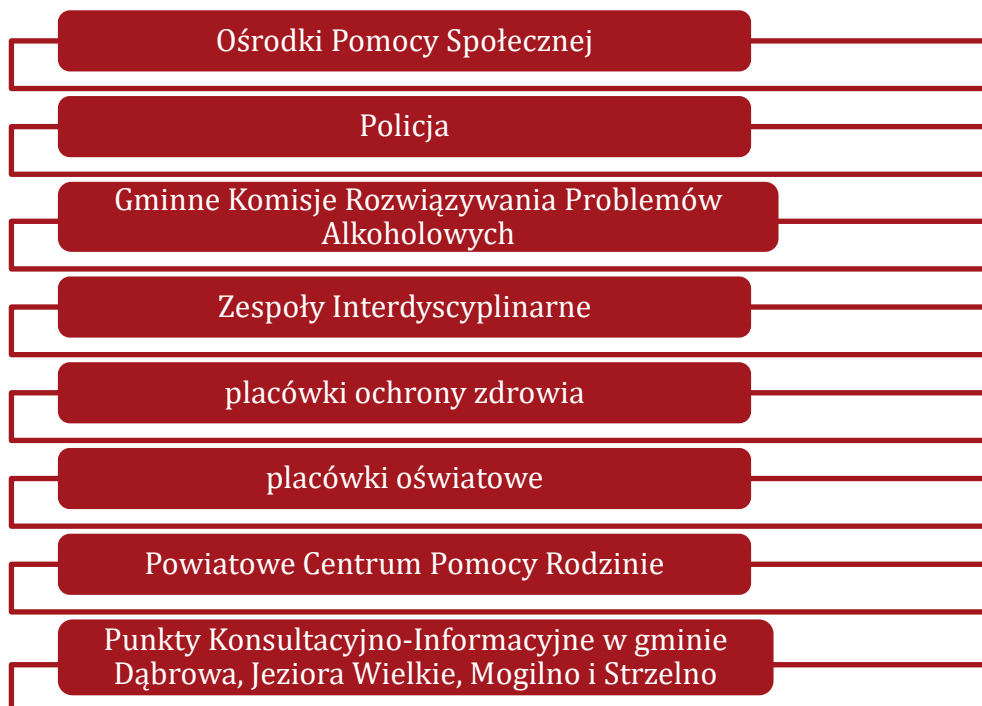 Ośrodki Pomocy Społecznej
Policja
Gminne Komisje Rozwiązywania Problemów
Alkoholowych
Zespoły Interdyscyplinarne
placówki ochrony zdrowia
placówki oświatowe
Powiatowe Centrum Pomocy Rodzinie
Punkty Konsultacyjno-Informacyjne w gminie
Dąbrowa, Jeziora Wielkie, Mogilno i Strzelno